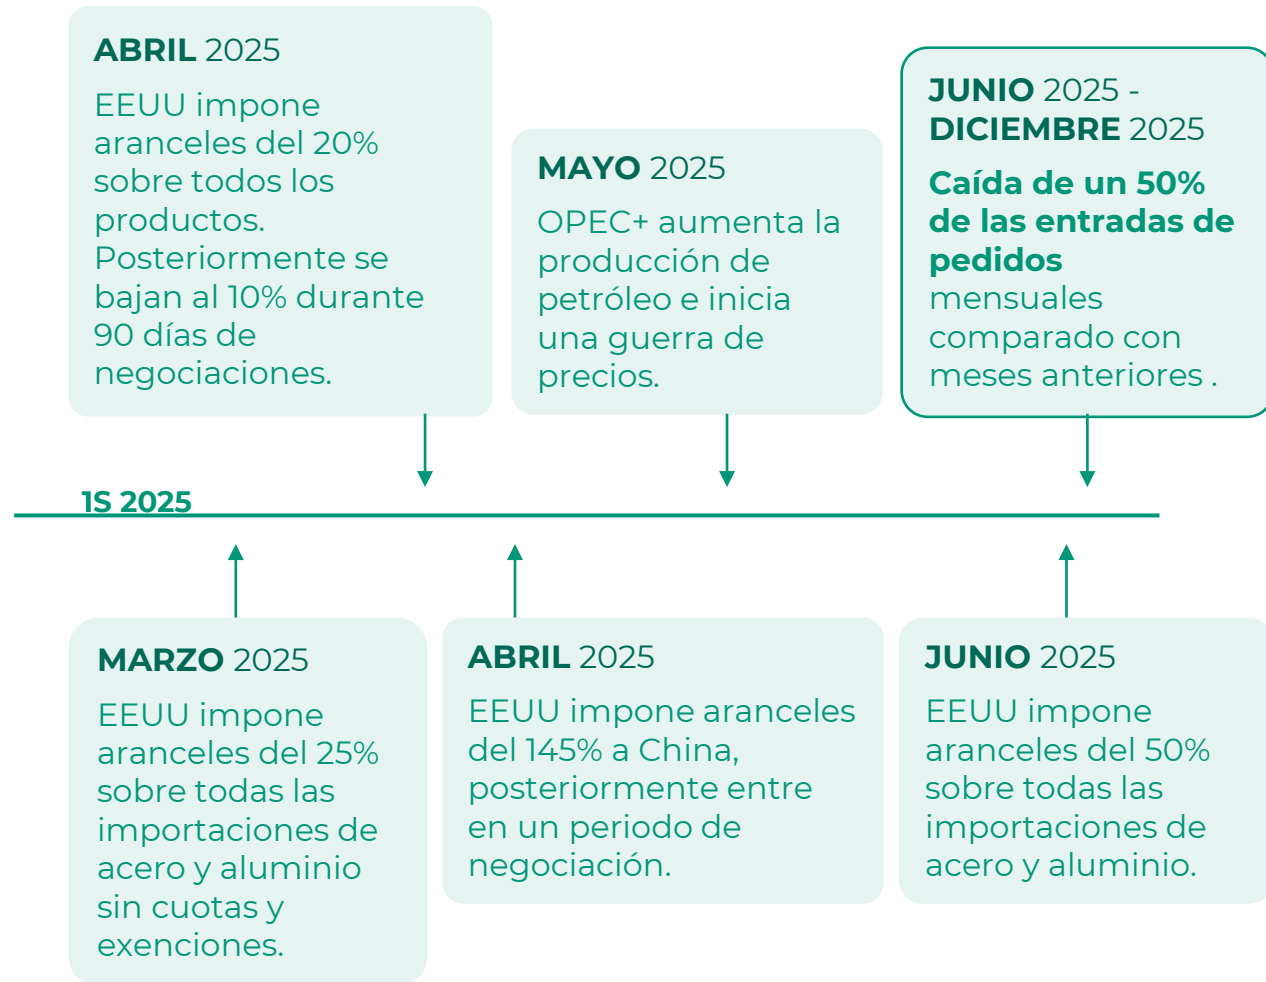 ABRIL 2025
EEUU impone
aranceles del 20%
sobre todos los
productos.
Posteriormente se
bajan al 10% durante
90 días de
negociaciones.
MAYO 2025
OPEC+ aumenta la
producción de
petróleo e inicia
una guerra de
precios.
JUNIO 2025 -
DICIEMBRE 2025
Caída de un 50%
de las entradas de
pedidos
mensuales
comparado con
meses anteriores .
1S 2025
MARZO 2025
EEUU impone
aranceles del 25%
sobre todas las
importaciones de
acero y aluminio
sin cuotas y
exenciones.
ABRIL 2025
EEUU impone aranceles
del 145% a China,
posteriormente entre
en un periodo de
negociación.
JUNIO 2025
EEUU impone
aranceles del 50%
sobre todas las
importaciones de
acero y aluminio.